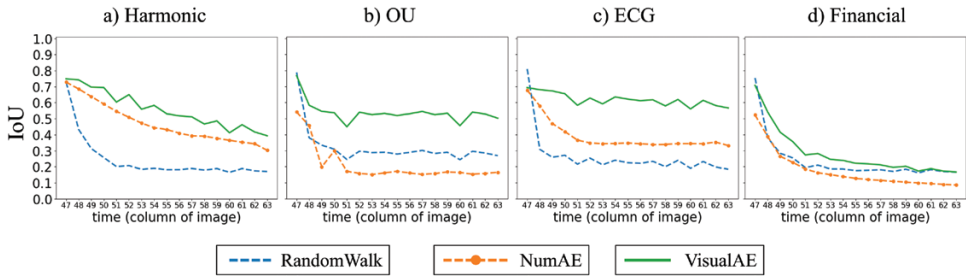 a) Harmonic
b) OU
c) ECG
d) Financial
IoU
1.0
0.9
0.8
0.7
0.6
0.5
0.4
0.3
0.2
0.1
0.0
47 48 49 50 51 52 53 54 55 56 57 58 59 60 61 62 63
47 48 49 50 51 52 53 54 55 56 57 58 59 60 61 62 63
47 48 49 50 51 52 53 54 55 56 57 58 59 60 61 62 63
47 48 49 50 51 52 53 54 55 56 57 58 59 60 61 62 63
time (column of image)
time (column of image)
time (column of image)
time (column of image)
RandomWalk
NumAE
VisualAE